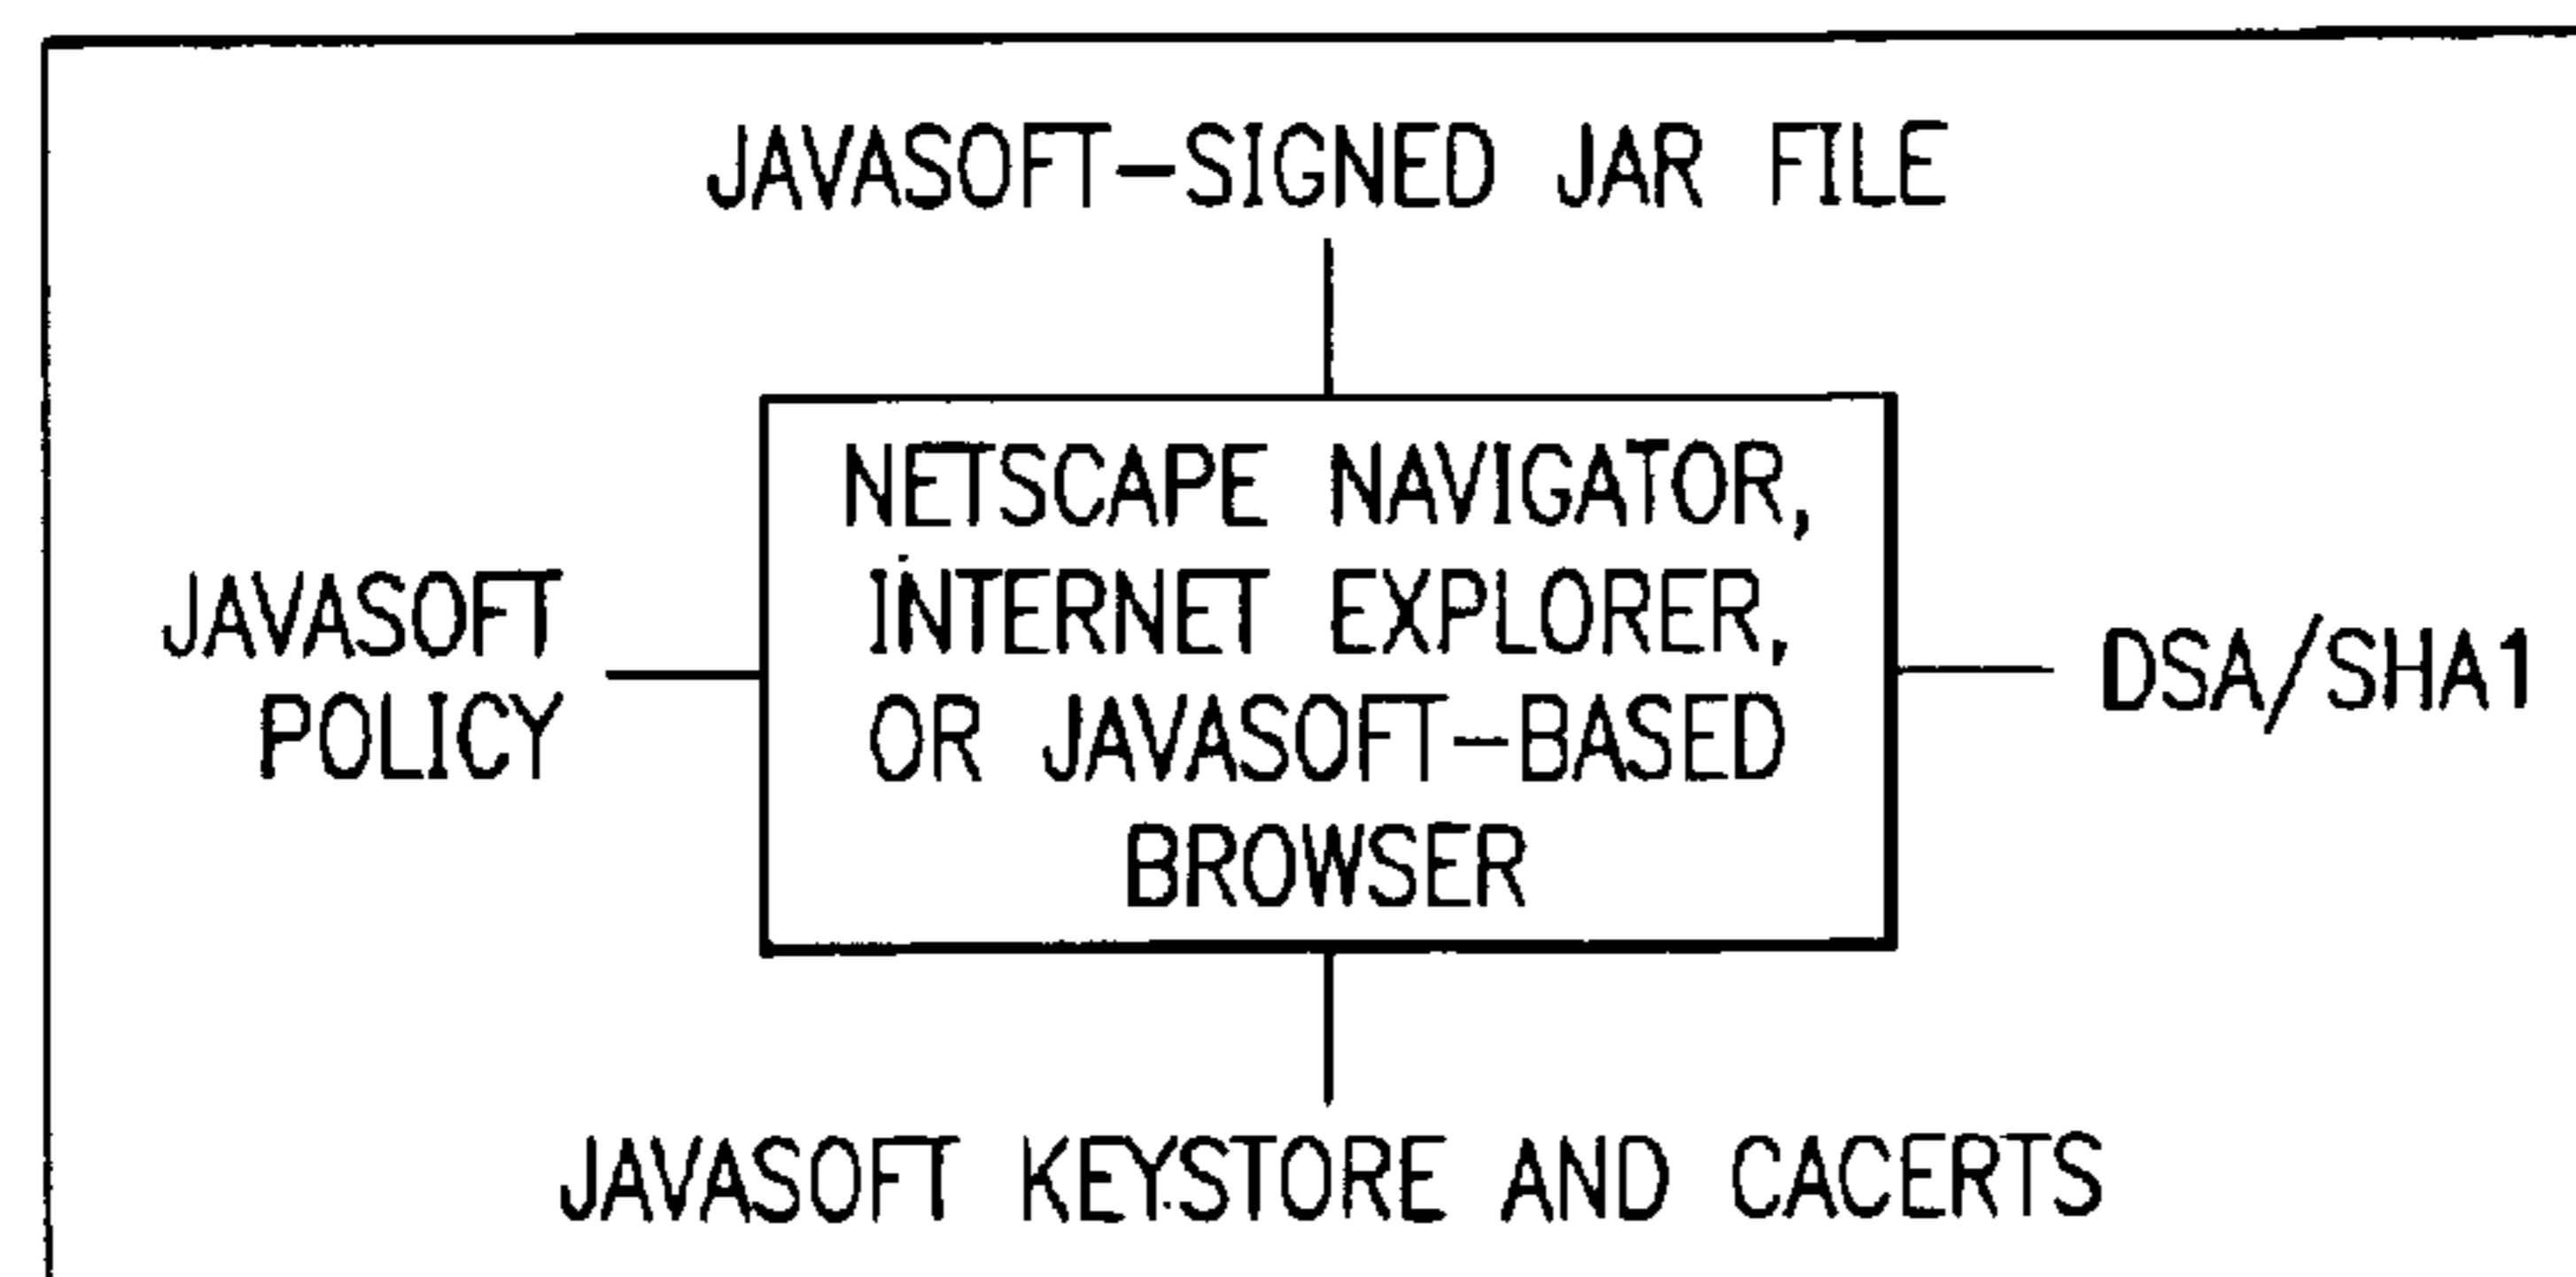 JAVASOFT-SIGNED JAR FILE
NETSCAPE NAVIGATOR,
INTERNET EXPLORER,
OR JAVASOFT-BASED
BROWSER
JAVASOFT
POLICY
DSA/SHA1
JAVASOFT KEYSTORE AND CACERTS